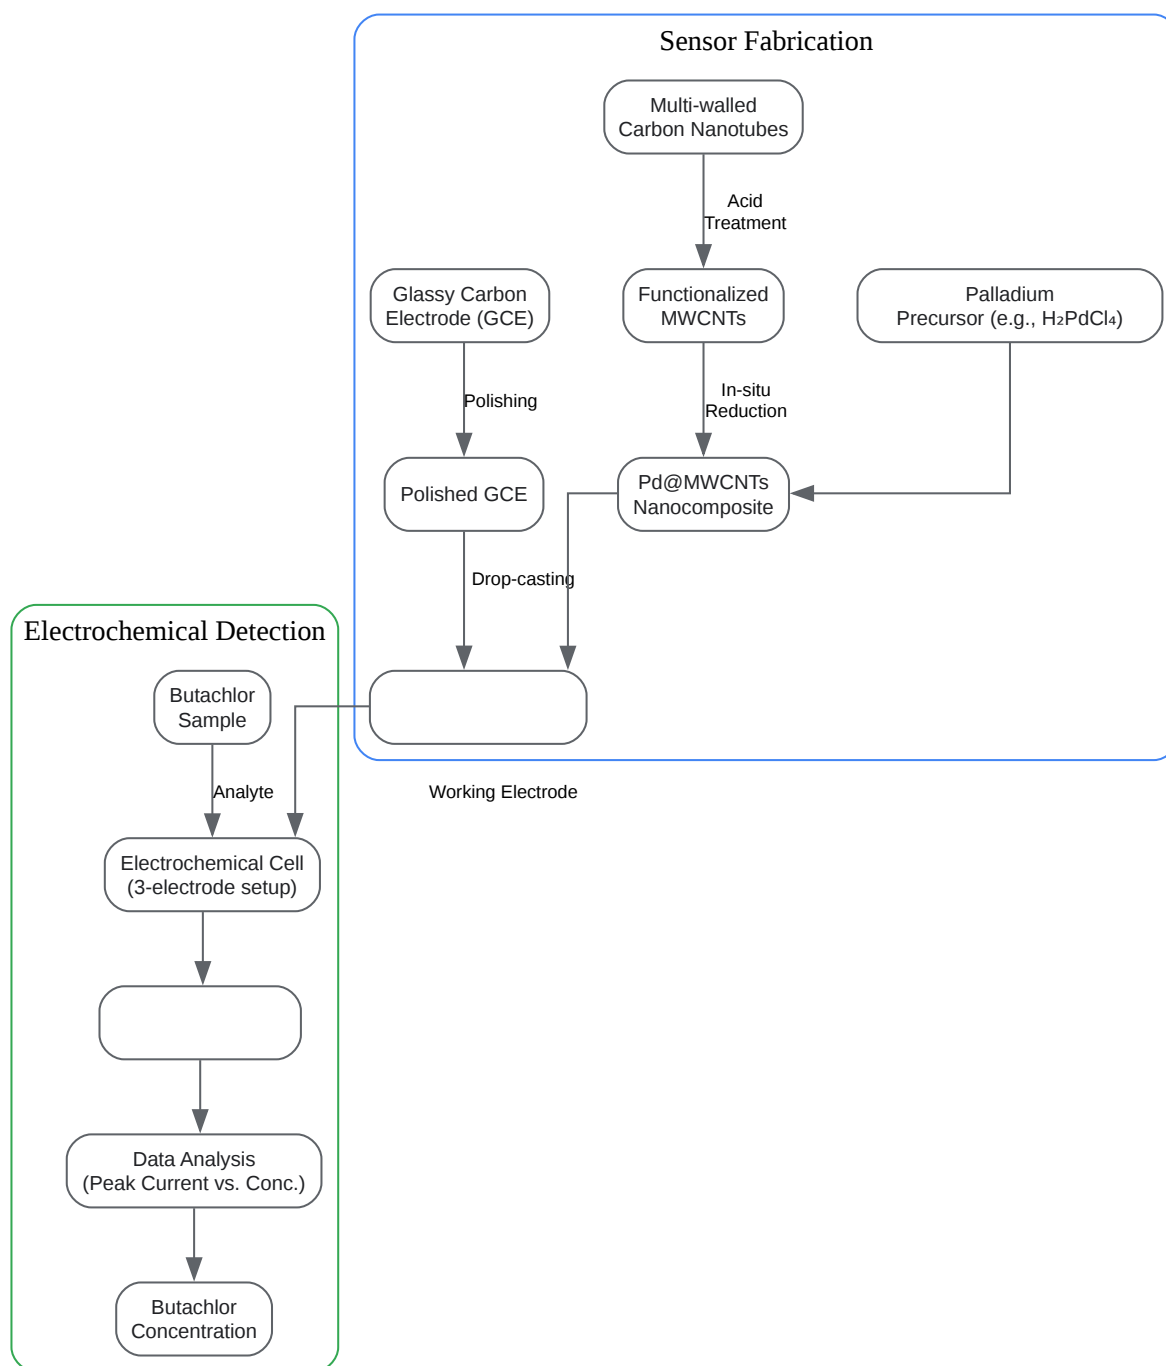 Sensor Fabrication
Multi-walled
Carbon Nanotubes
Acid
Treatment
Glassy Carbon
Electrode (GCE)
Functionalized
MWCNTs
Palladium
Precursor (e.g., H₂PdCl₄)
Polishing
In-situ
Reduction
Polished GCE
Pd@MWCNTs
Nanocomposite
Drop-casting
Electrochemical Detection
Butachlor
Sample
Analyte
Working Electrode
Electrochemical Cell
(3-electrode setup)
Data Analysis
(Peak Current vs. Conc.)
Butachlor
Concentration